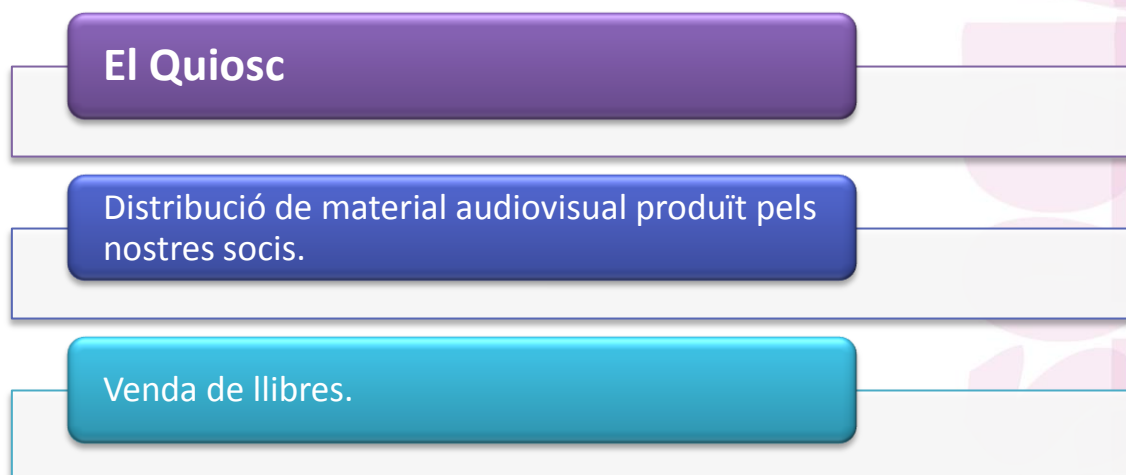 El Quiosc
Distribució de material audiovisual produït pels
nostres socis.
Venda de llibres.